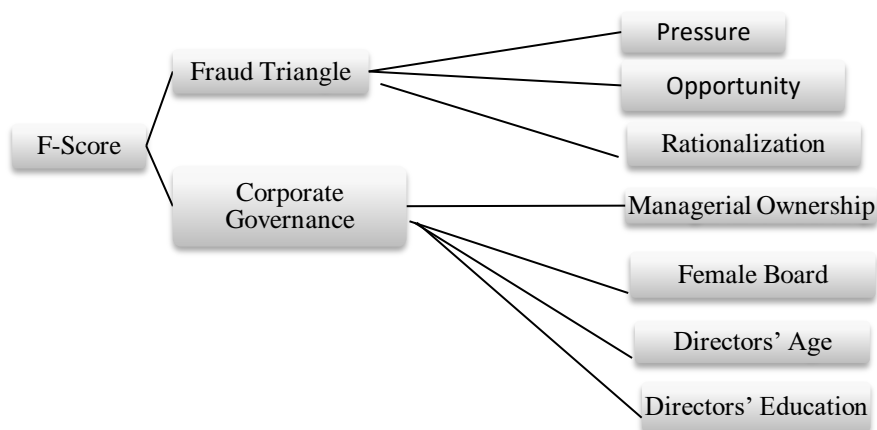 Pressure
Fraud Triangle
Opportunity
F-Score
Rationalization
Corporate
Governance
Managerial Ownership
Female Board
Directors’ Age
Directors’ Education